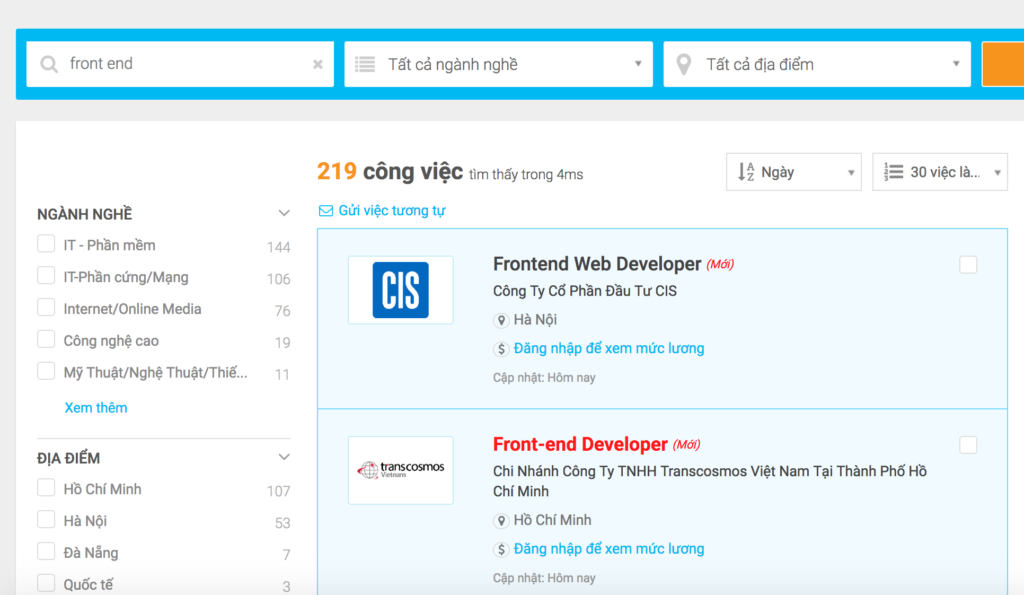 front end
Tất cả ngành nghề
Tất cả địa điểm
219 công việc tìm thấy trong 4ms
Ngày
30 việc là...
Gửi việc tương tự
NGÀNH NGHỀ
IT - Phần mềm 144
IT-Phần cứng/Mạng 106
Internet/Online Media 76
Công nghệ cao 19
Mỹ Thuật/Nghệ Thuật/Thiế... 11
Xem thêm
ĐỊA ĐIỂM
Hồ Chí Minh 107
Hà Nội 53
Đà Nẵng 7
Quốc tế 3
CIS
Frontend Web Developer (Mới)
Công Ty Cổ Phần Đầu Tư CIS
Hà Nội
$ Đăng nhập để xem mức lương
Cập nhật: Hôm nay
transcosmos
Vietnam
Front-end Developer (Mới)
Chi Nhánh Công Ty TNHH Transcosmos Việt Nam Tại Thành Phố Hồ
Chí Minh
Hồ Chí Minh
$ Đăng nhập để xem mức lương
Cập nhật: Hôm nay